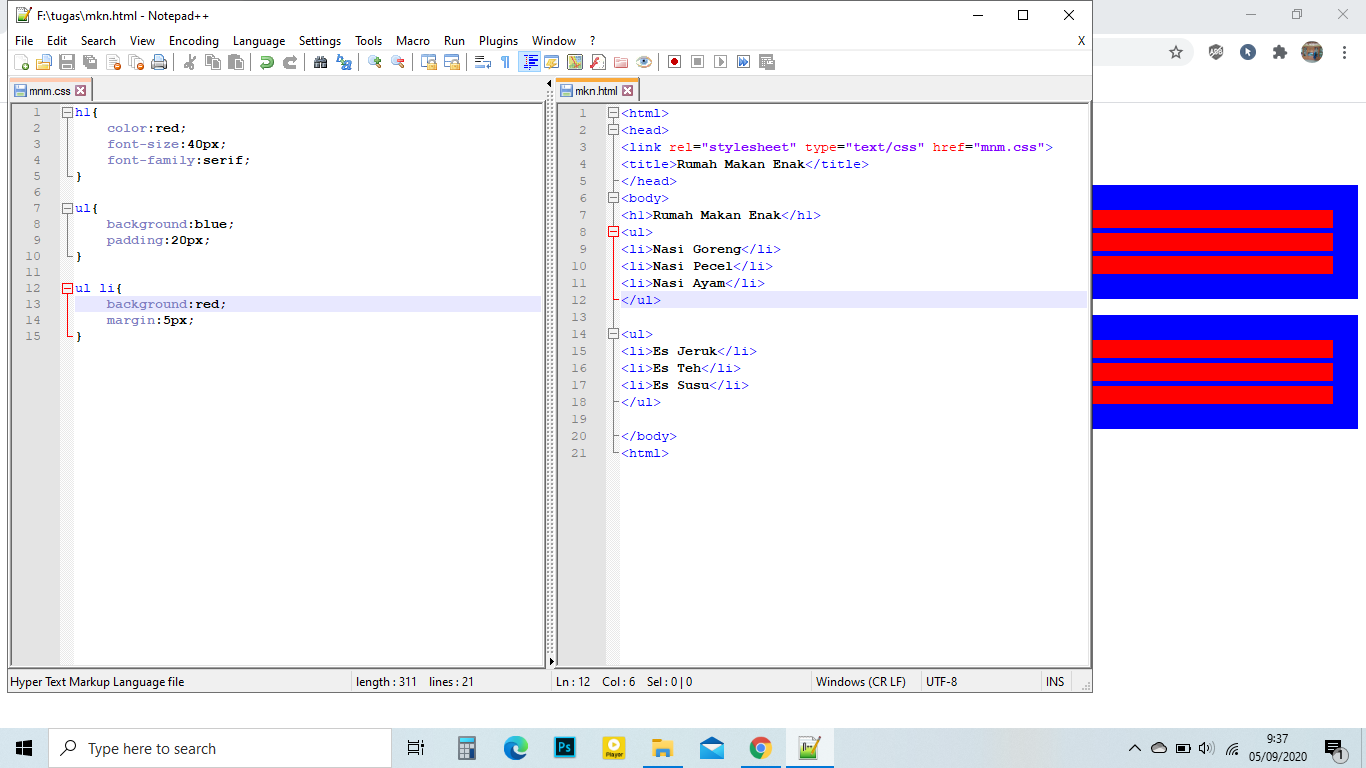 F:\tugas\mkn.html - Notepad++
File Edit Search View Encoding Language Settings Tools Macro Run Plugins Window ? X
mnm.css
1 h1{
2 color:red;
3 font-size:40px;
4 font-family:serif;
5 }
6
7 ul{
8 background:blue;
9 padding:20px;
10 }
11
12 ul li{
13 background:red;
14 margin:5px;
15 }
mkn.html
1 <html>
2 <head>
3 <link rel="stylesheet" type="text/css" href="mnm.css">
4 <title>Rumah Makan Enak</title>
5 </head>
6 <body>
7 <h1>Rumah Makan Enak</h1>
8 <ul>
9 <li>Nasi Goreng</li>
10 <li>Nasi Pecel</li>
11 <li>Nasi Ayam</li>
12 </ul>
13
14 <ul>
15 <li>Es Jeruk</li>
16 <li>Es Teh</li>
17 <li>Es Susu</li>
18 </ul>
19
20 </body>
21 <html>
Hyper Text Markup Language file length : 311 lines : 21 Ln : 12 Col : 6 Sel : 0 | 0 Windows (CR LF) UTF-8 INS
Type here to search
Ps
Player
9:37
05/09/2020
1